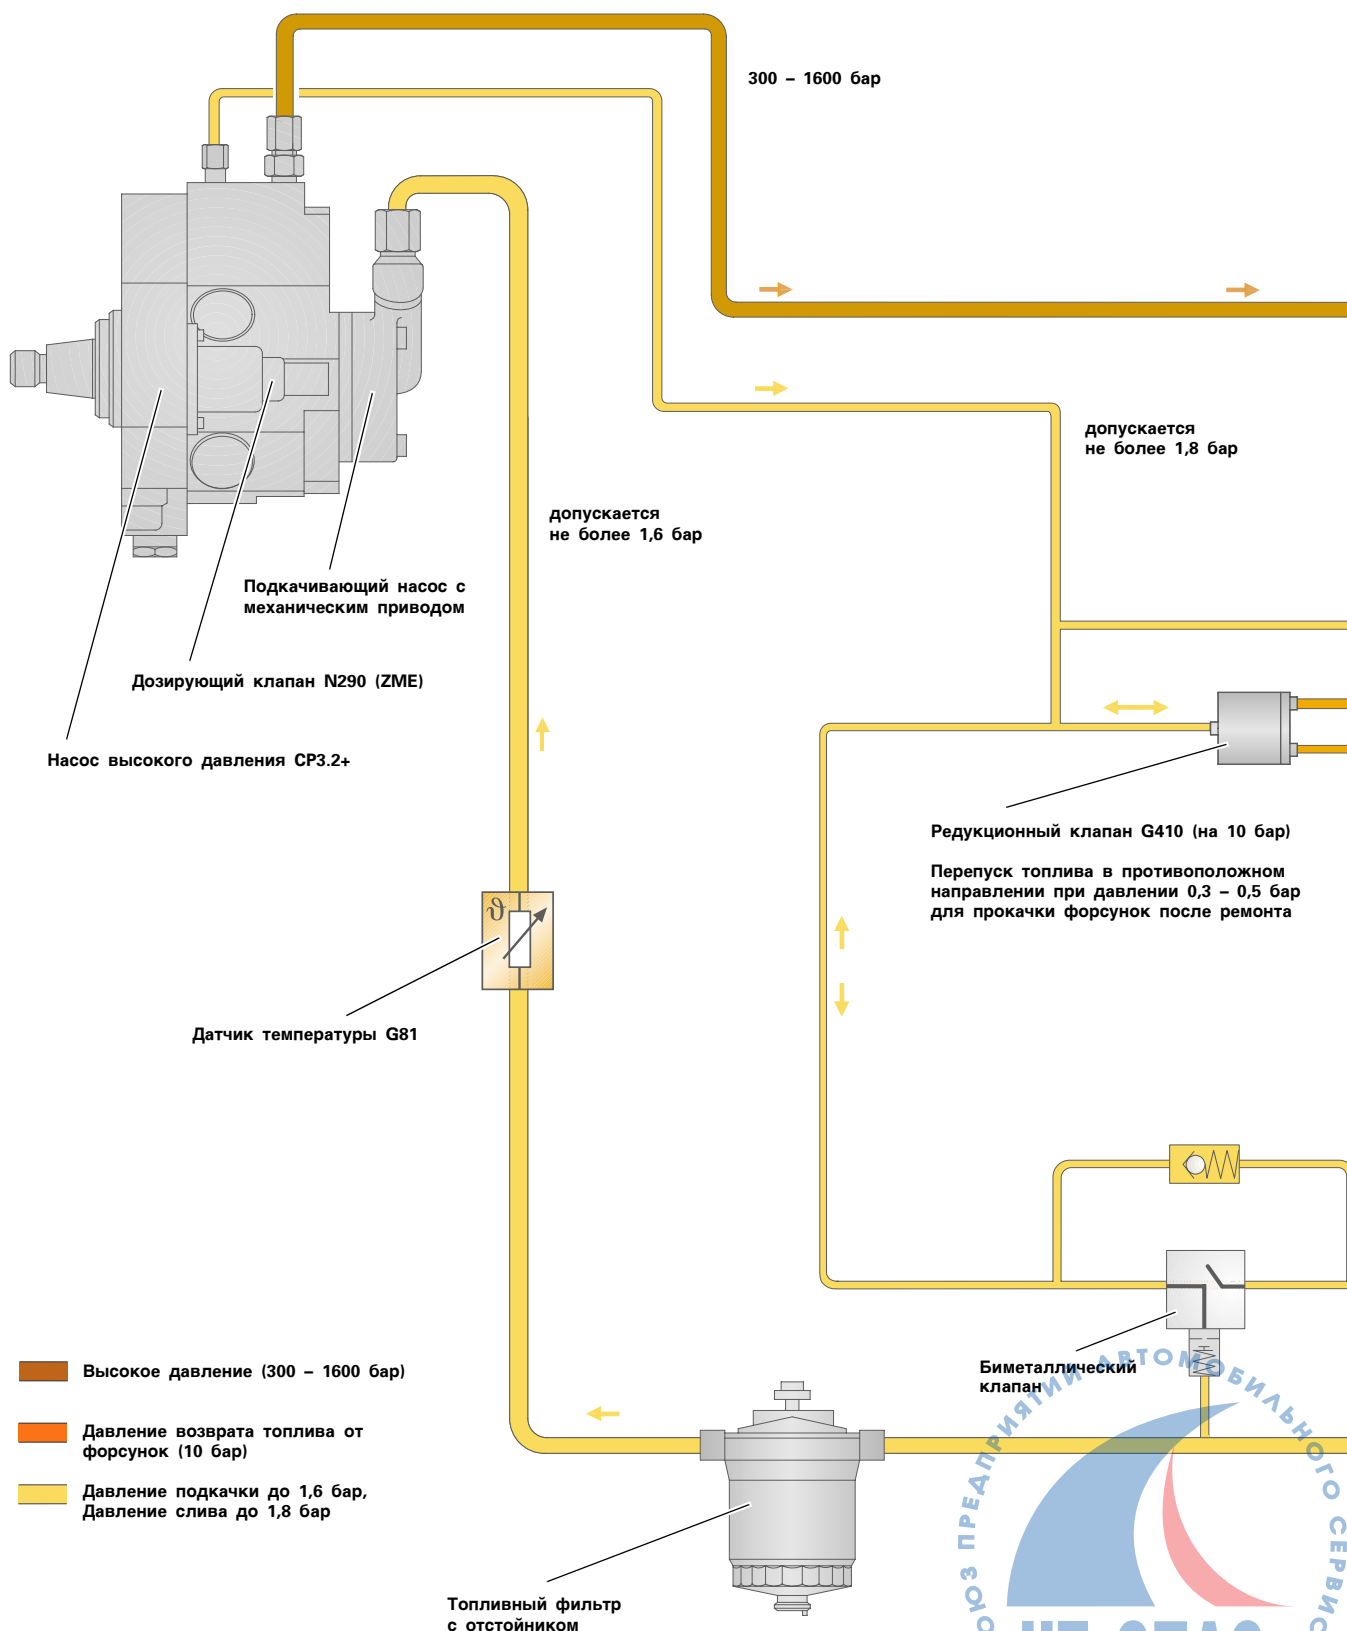 300 – 1600 бар
допускается
не более 1,8 бар
допускается
не более 1,6 бар
Подкачивающий насос с
механическим приводом
Дозирующий клапан N290 (ZME)
Насос высокого давления CP3.2+
Редукционный клапан G410 (на 10 бар)
Перепуск топлива в противоположном
направлении при давлении 0,3 – 0,5 бар
для прокачки форсунок после ремонта
ϑ
Датчик температуры G81
Биметаллический
клапан
Высокое давление (300 – 1600 бар)
Давление возврата топлива от
форсунок (10 бар)
Давление подкачки до 1,6 бар,
Давление слива до 1,8 бар
Топливный фильтр
с отстойником
ПРЕДПРИЯТИЙ АВТОМОБИЛЬНОГО